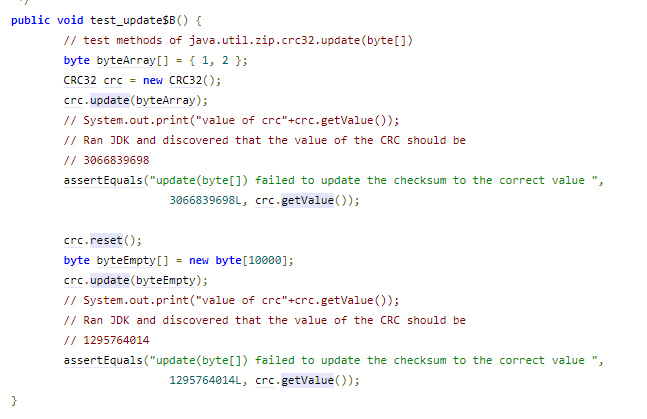 */
public void test_update$B() {
// test methods of java.util.zip.crc32.update(byte[])
byte byteArray[] = { 1, 2 };
CRC32 crc = new CRC32();
crc.update(byteArray);
// System.out.print("value of crc"+crc.getValue());
// Ran JDK and discovered that the value of the CRC should be
// 3066839698
assertEquals("update(byte[]) failed to update the checksum to the correct value ",
3066839698L, crc.getValue());
crc.reset();
byte byteEmpty[] = new byte[10000];
crc.update(byteEmpty);
// System.out.print("value of crc"+crc.getValue());
// Ran JDK and discovered that the value of the CRC should be
// 1295764014
assertEquals("update(byte[]) failed to update the checksum to the correct value ",
1295764014L, crc.getValue());
}